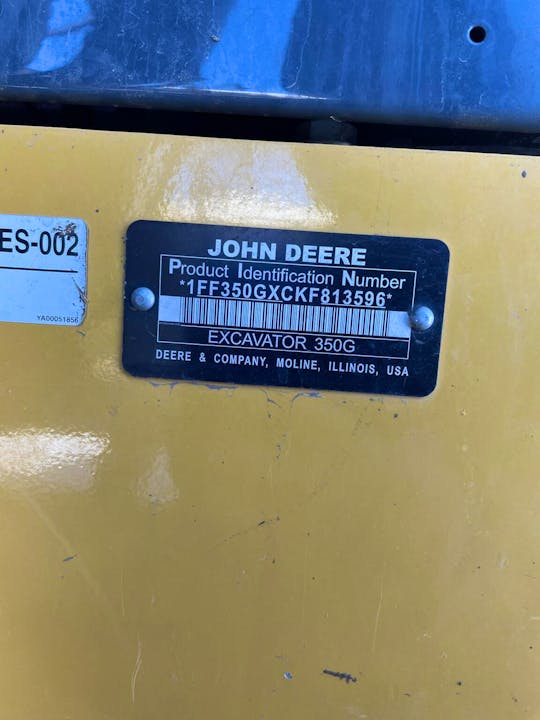 ES-002
YA00051856
JOHN DEERE
Product Identification Number
*1FF350GXCKF813596*
EXCAVATOR 350G
DEERE & COMPANY, MOLINE, ILLINOIS, USA